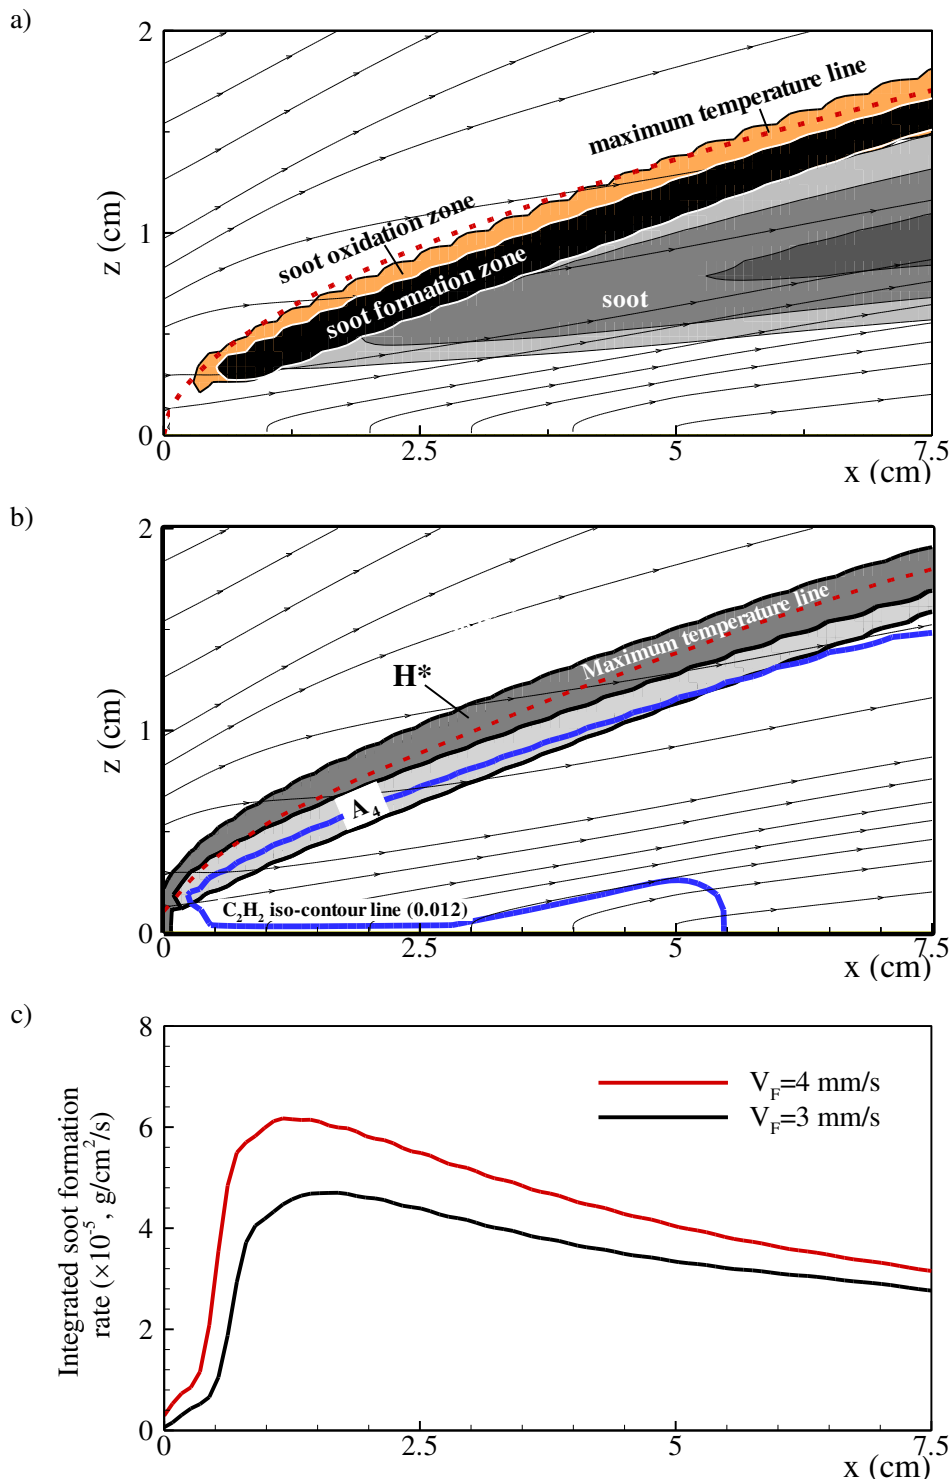 a)
2
1
0
z (cm)
maximum temperature line
soot oxidation zone
soot formation zone
soot
0
2.5
5
7.5
x (cm)
b)
2
1
0
z (cm)
Maximum temperature line
H*
A₄
C₂H₂ iso-contour line (0.012)
0
2.5
5
7.5
x (cm)
c)
8
6
4
2
0
Integrated soot formation
rate (×10⁻⁵, g/cm²/s)
V_F=4 mm/s
V_F=3 mm/s
0
2.5
5
7.5
x (cm)